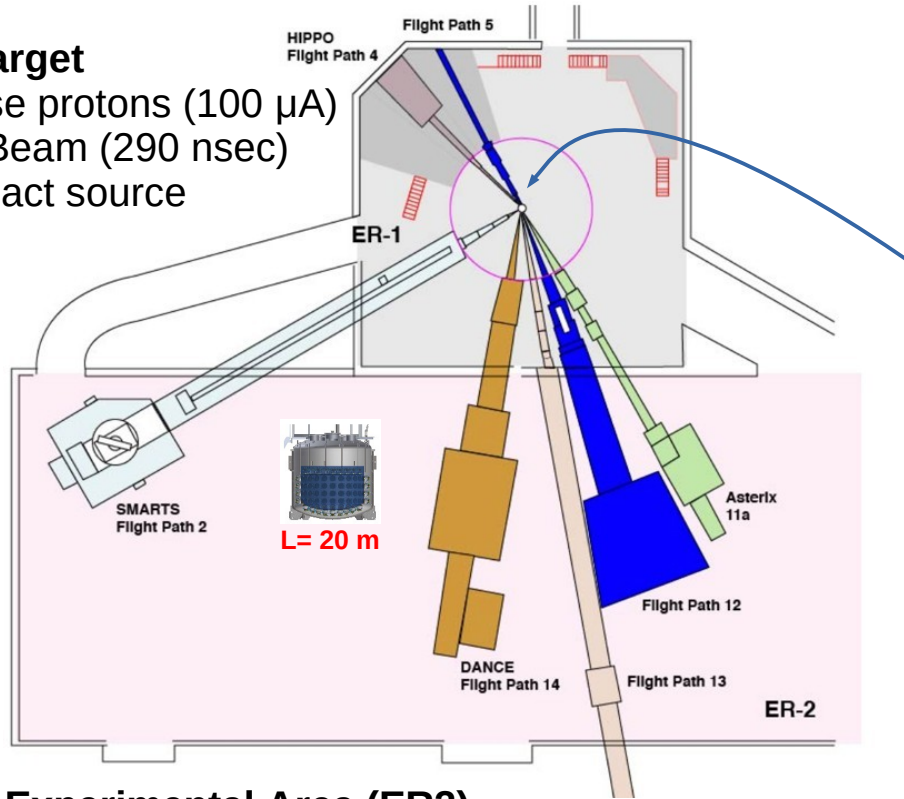 arget
se protons (100 μA)
Beam (290 nsec)
act source
HIPPO
Flight Path 4
Flight Path 5
ER-1
SMARTS
Flight Path 2
L= 20 m
Asterix
11a
Flight Path 12
DANCE
Flight Path 14
Flight Path 13
ER-2
Experimental Area (ER2)